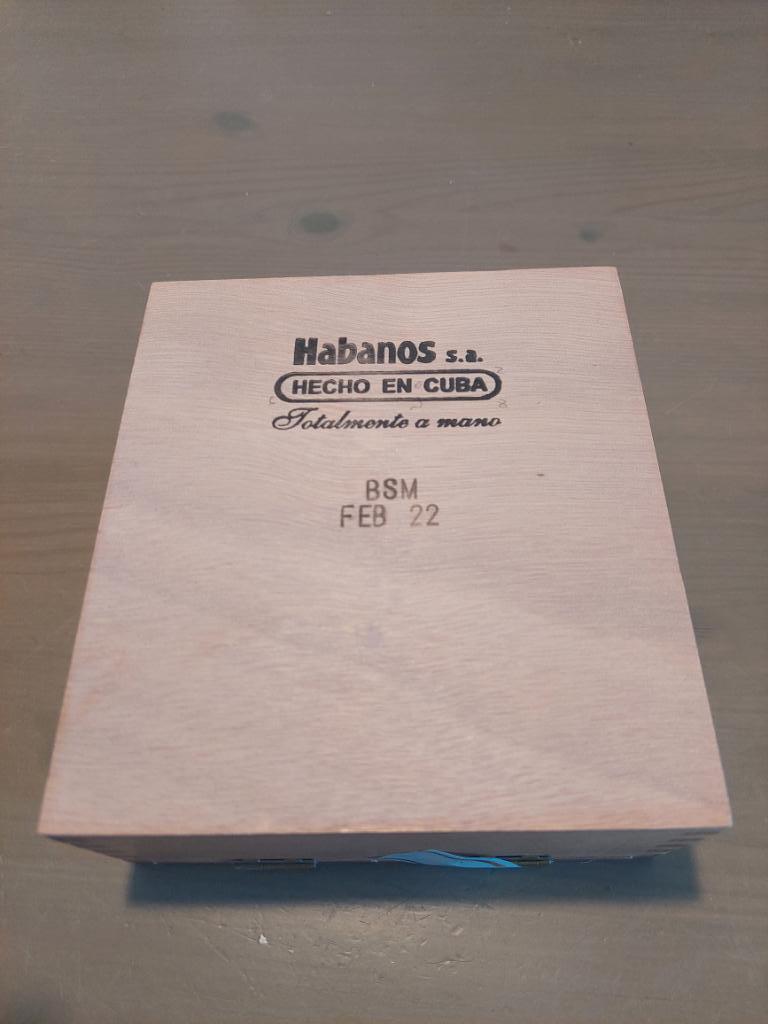 Habanos s.a.
HECHO EN CUBA
Totalmente a mano
BSM
FEB 22